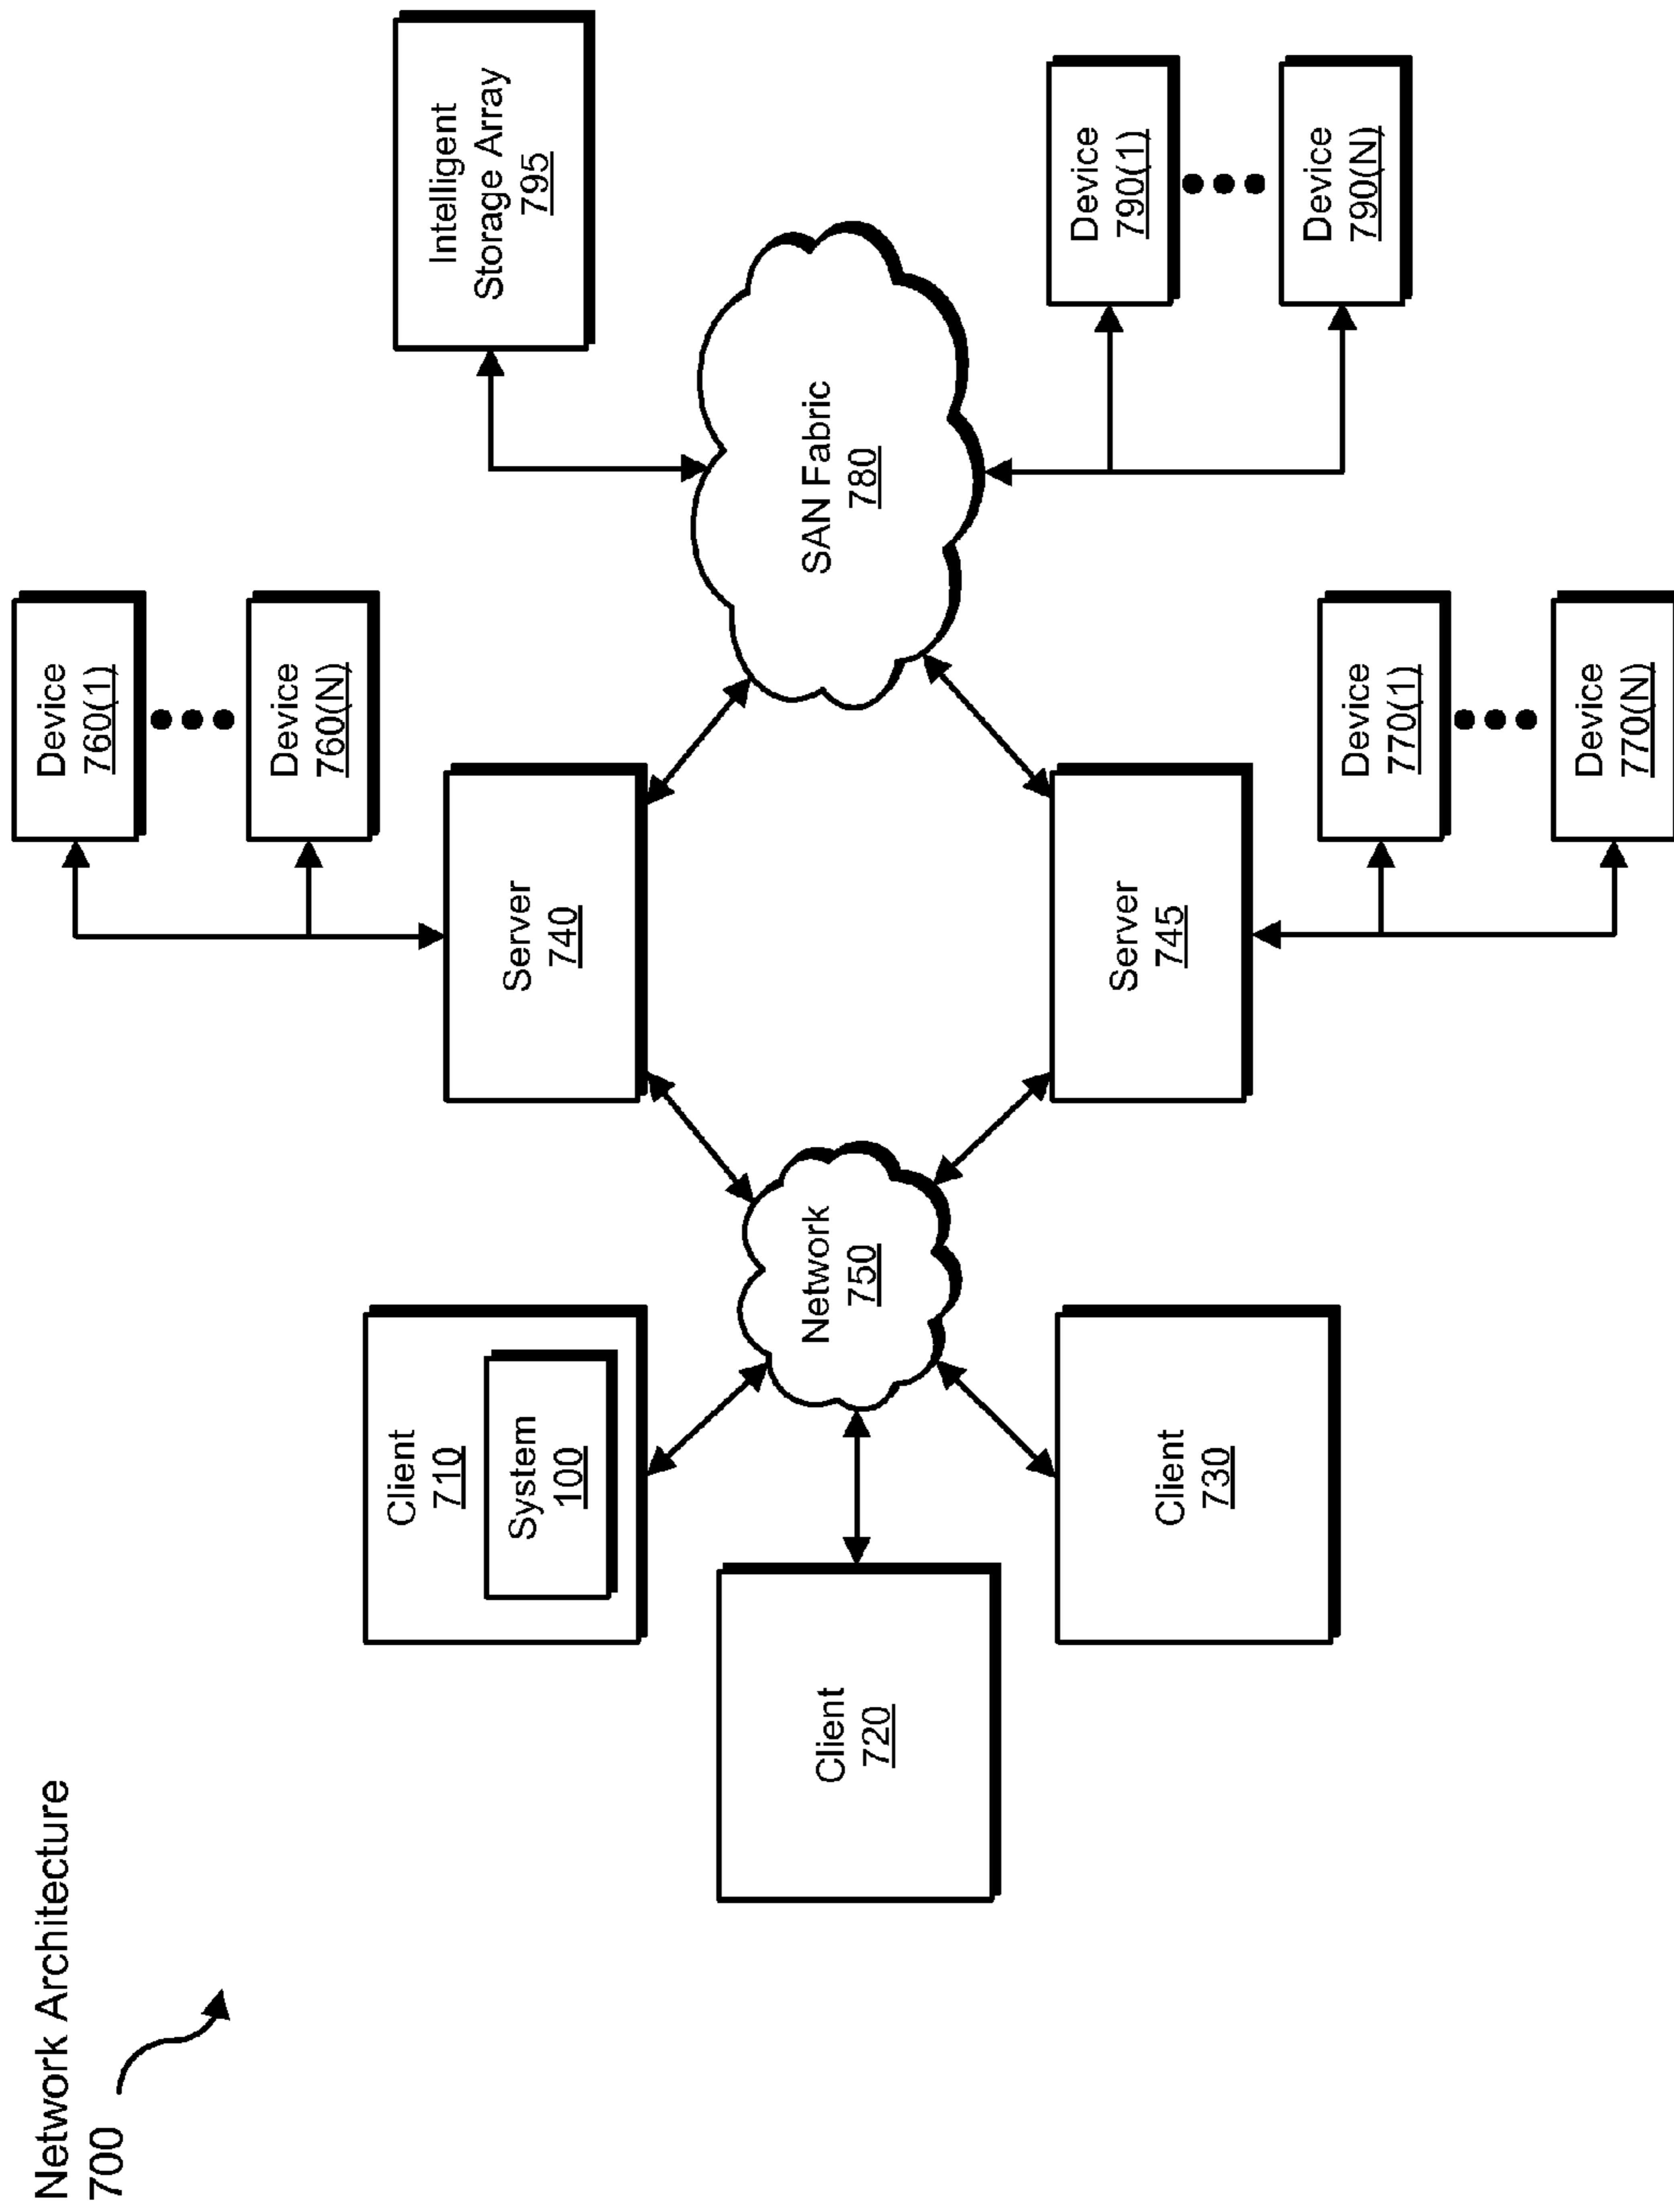 Network Architecture
700
Device
760(1)
Device
760(N)
Intelligent
Storage Array
795
Client
710
System
100
Server
740
Client
720
Network
750
SAN Fabric
780
Client
730
Server
745
Device
790(1)
Device
790(N)
Device
770(1)
Device
770(N)